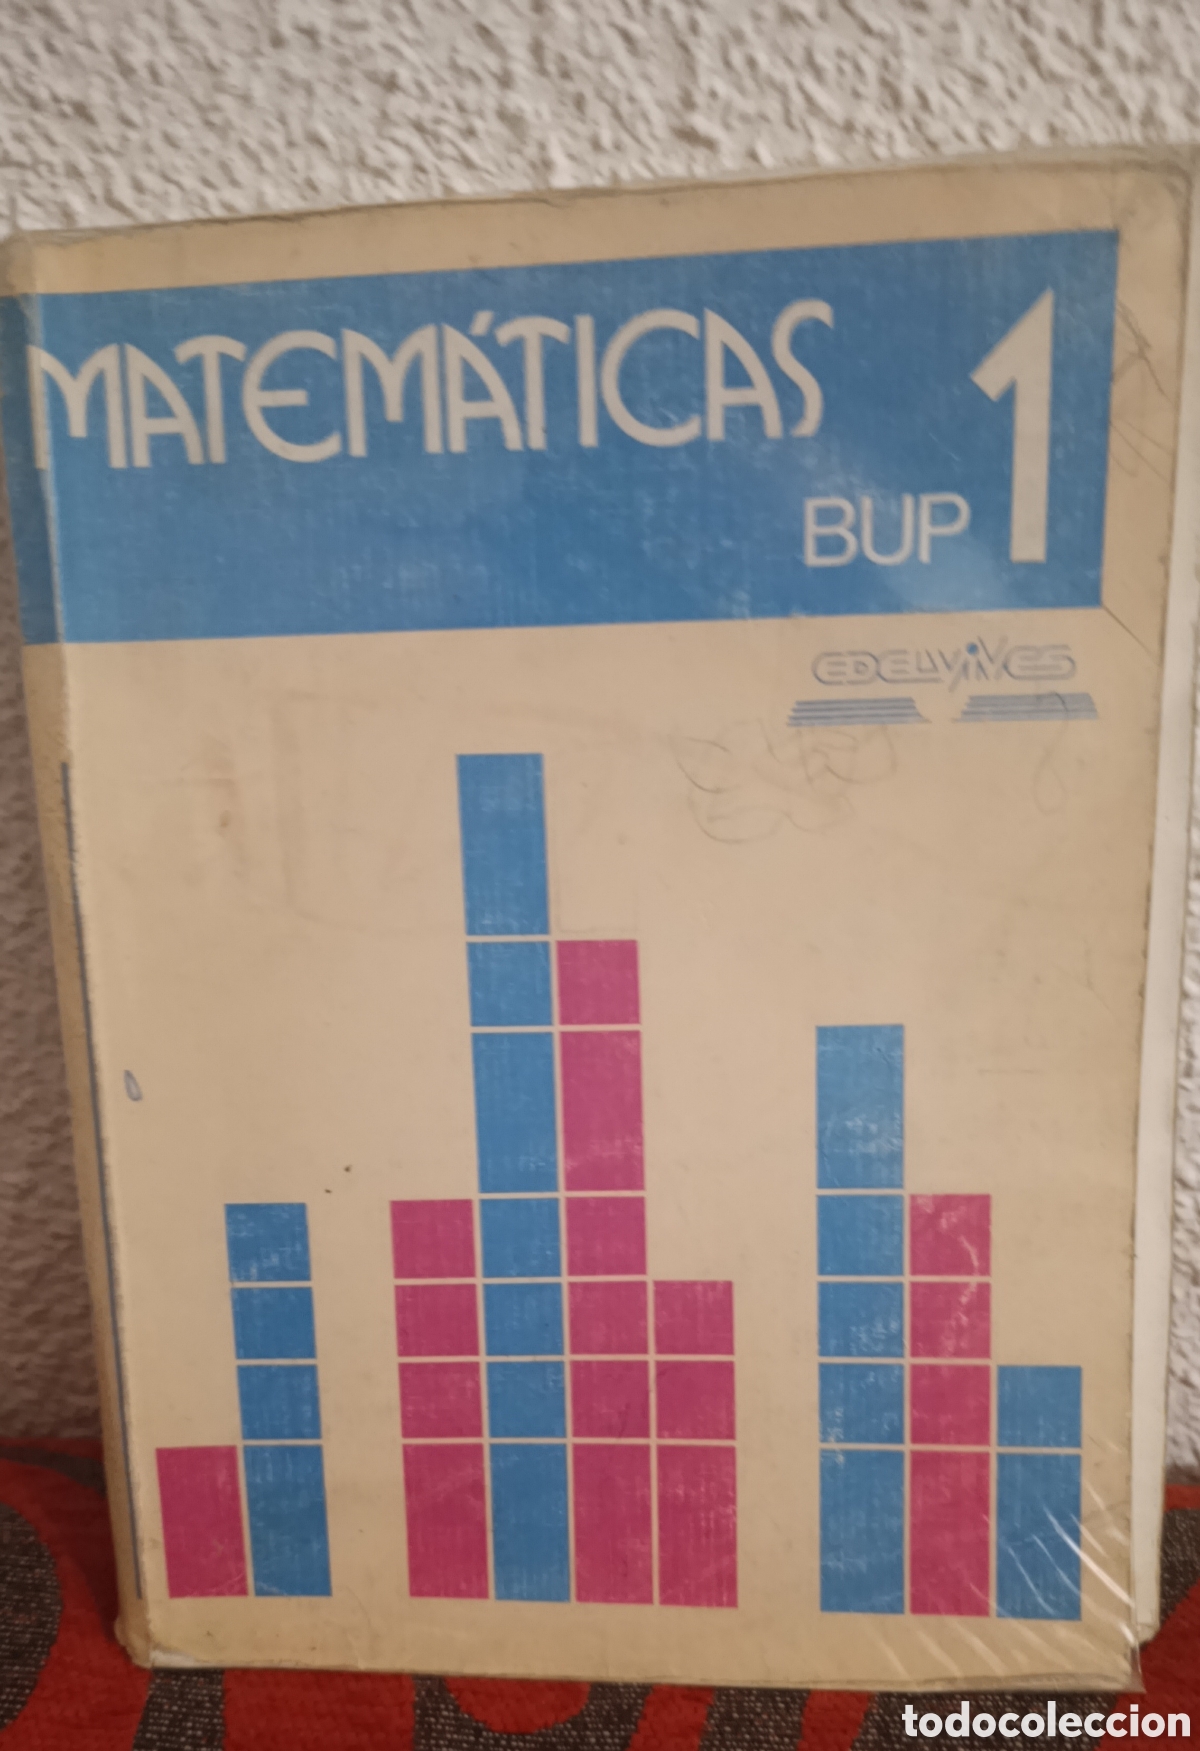 MATEMÁTICAS
BUP 1
EDELVIVES
todocoleccion